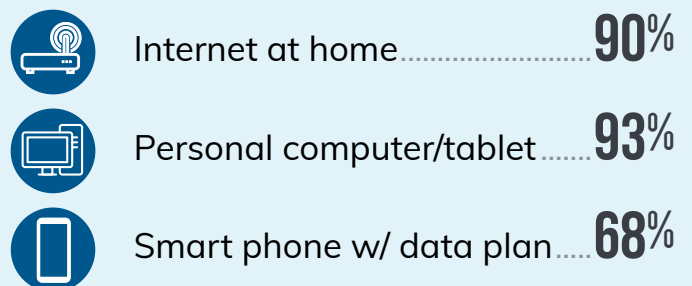 Internet at home..........................90%
Personal computer/tablet.......93%
Smart phone w/ data plan.....68%